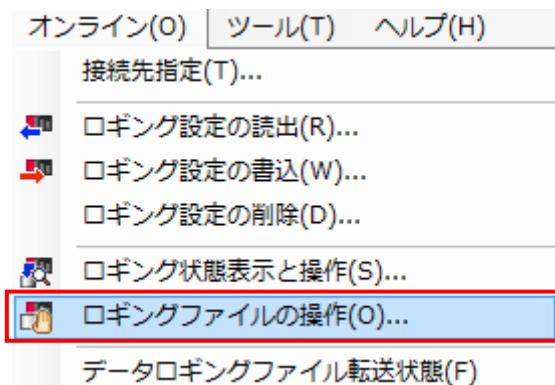 オンライン(O) ツール(T) ヘルプ(H)
接続先指定(T)...
ロギング設定の読出(R)...
ロギング設定の書込(W)...
ロギング設定の削除(D)...
ロギング状態表示と操作(S)...
ロギングファイルの操作(O)...
データロギングファイル転送状態(F)